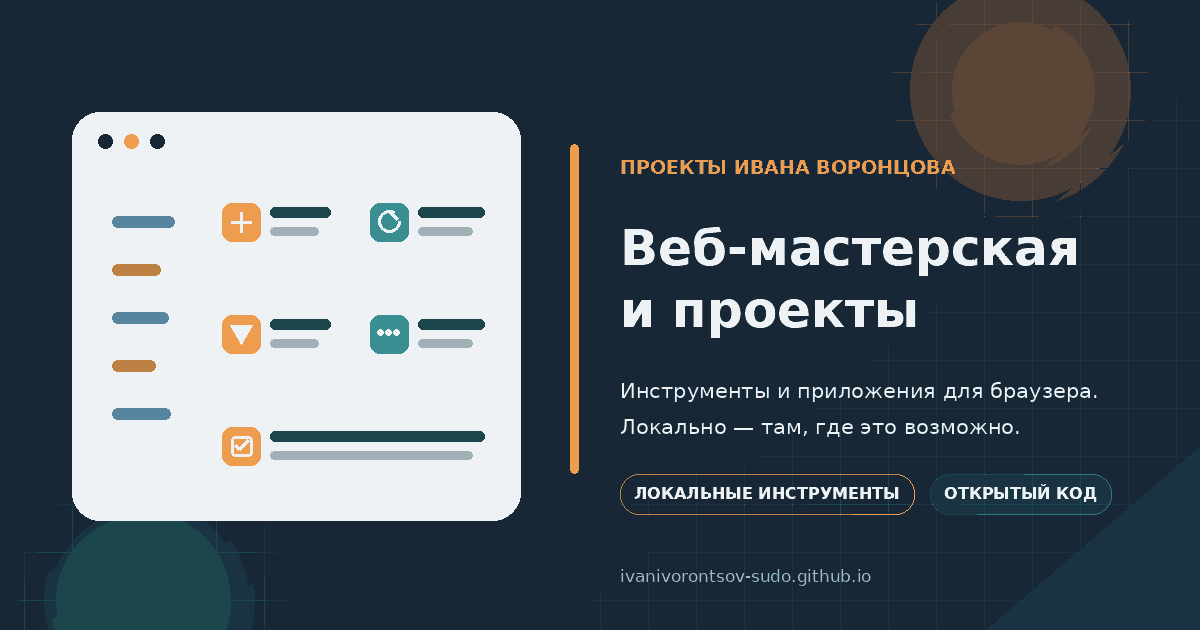 ПРОЕКТЫ ИВАНА ВОРОНЦОВА
Веб-мастерская
и проекты
Инструменты и приложения для браузера.
Локально — там, где это возможно.
ЛОКАЛЬНЫЕ ИНСТРУМЕНТЫ
ОТКРЫТЫЙ КОД
ivanivorontsov-sudo.github.io